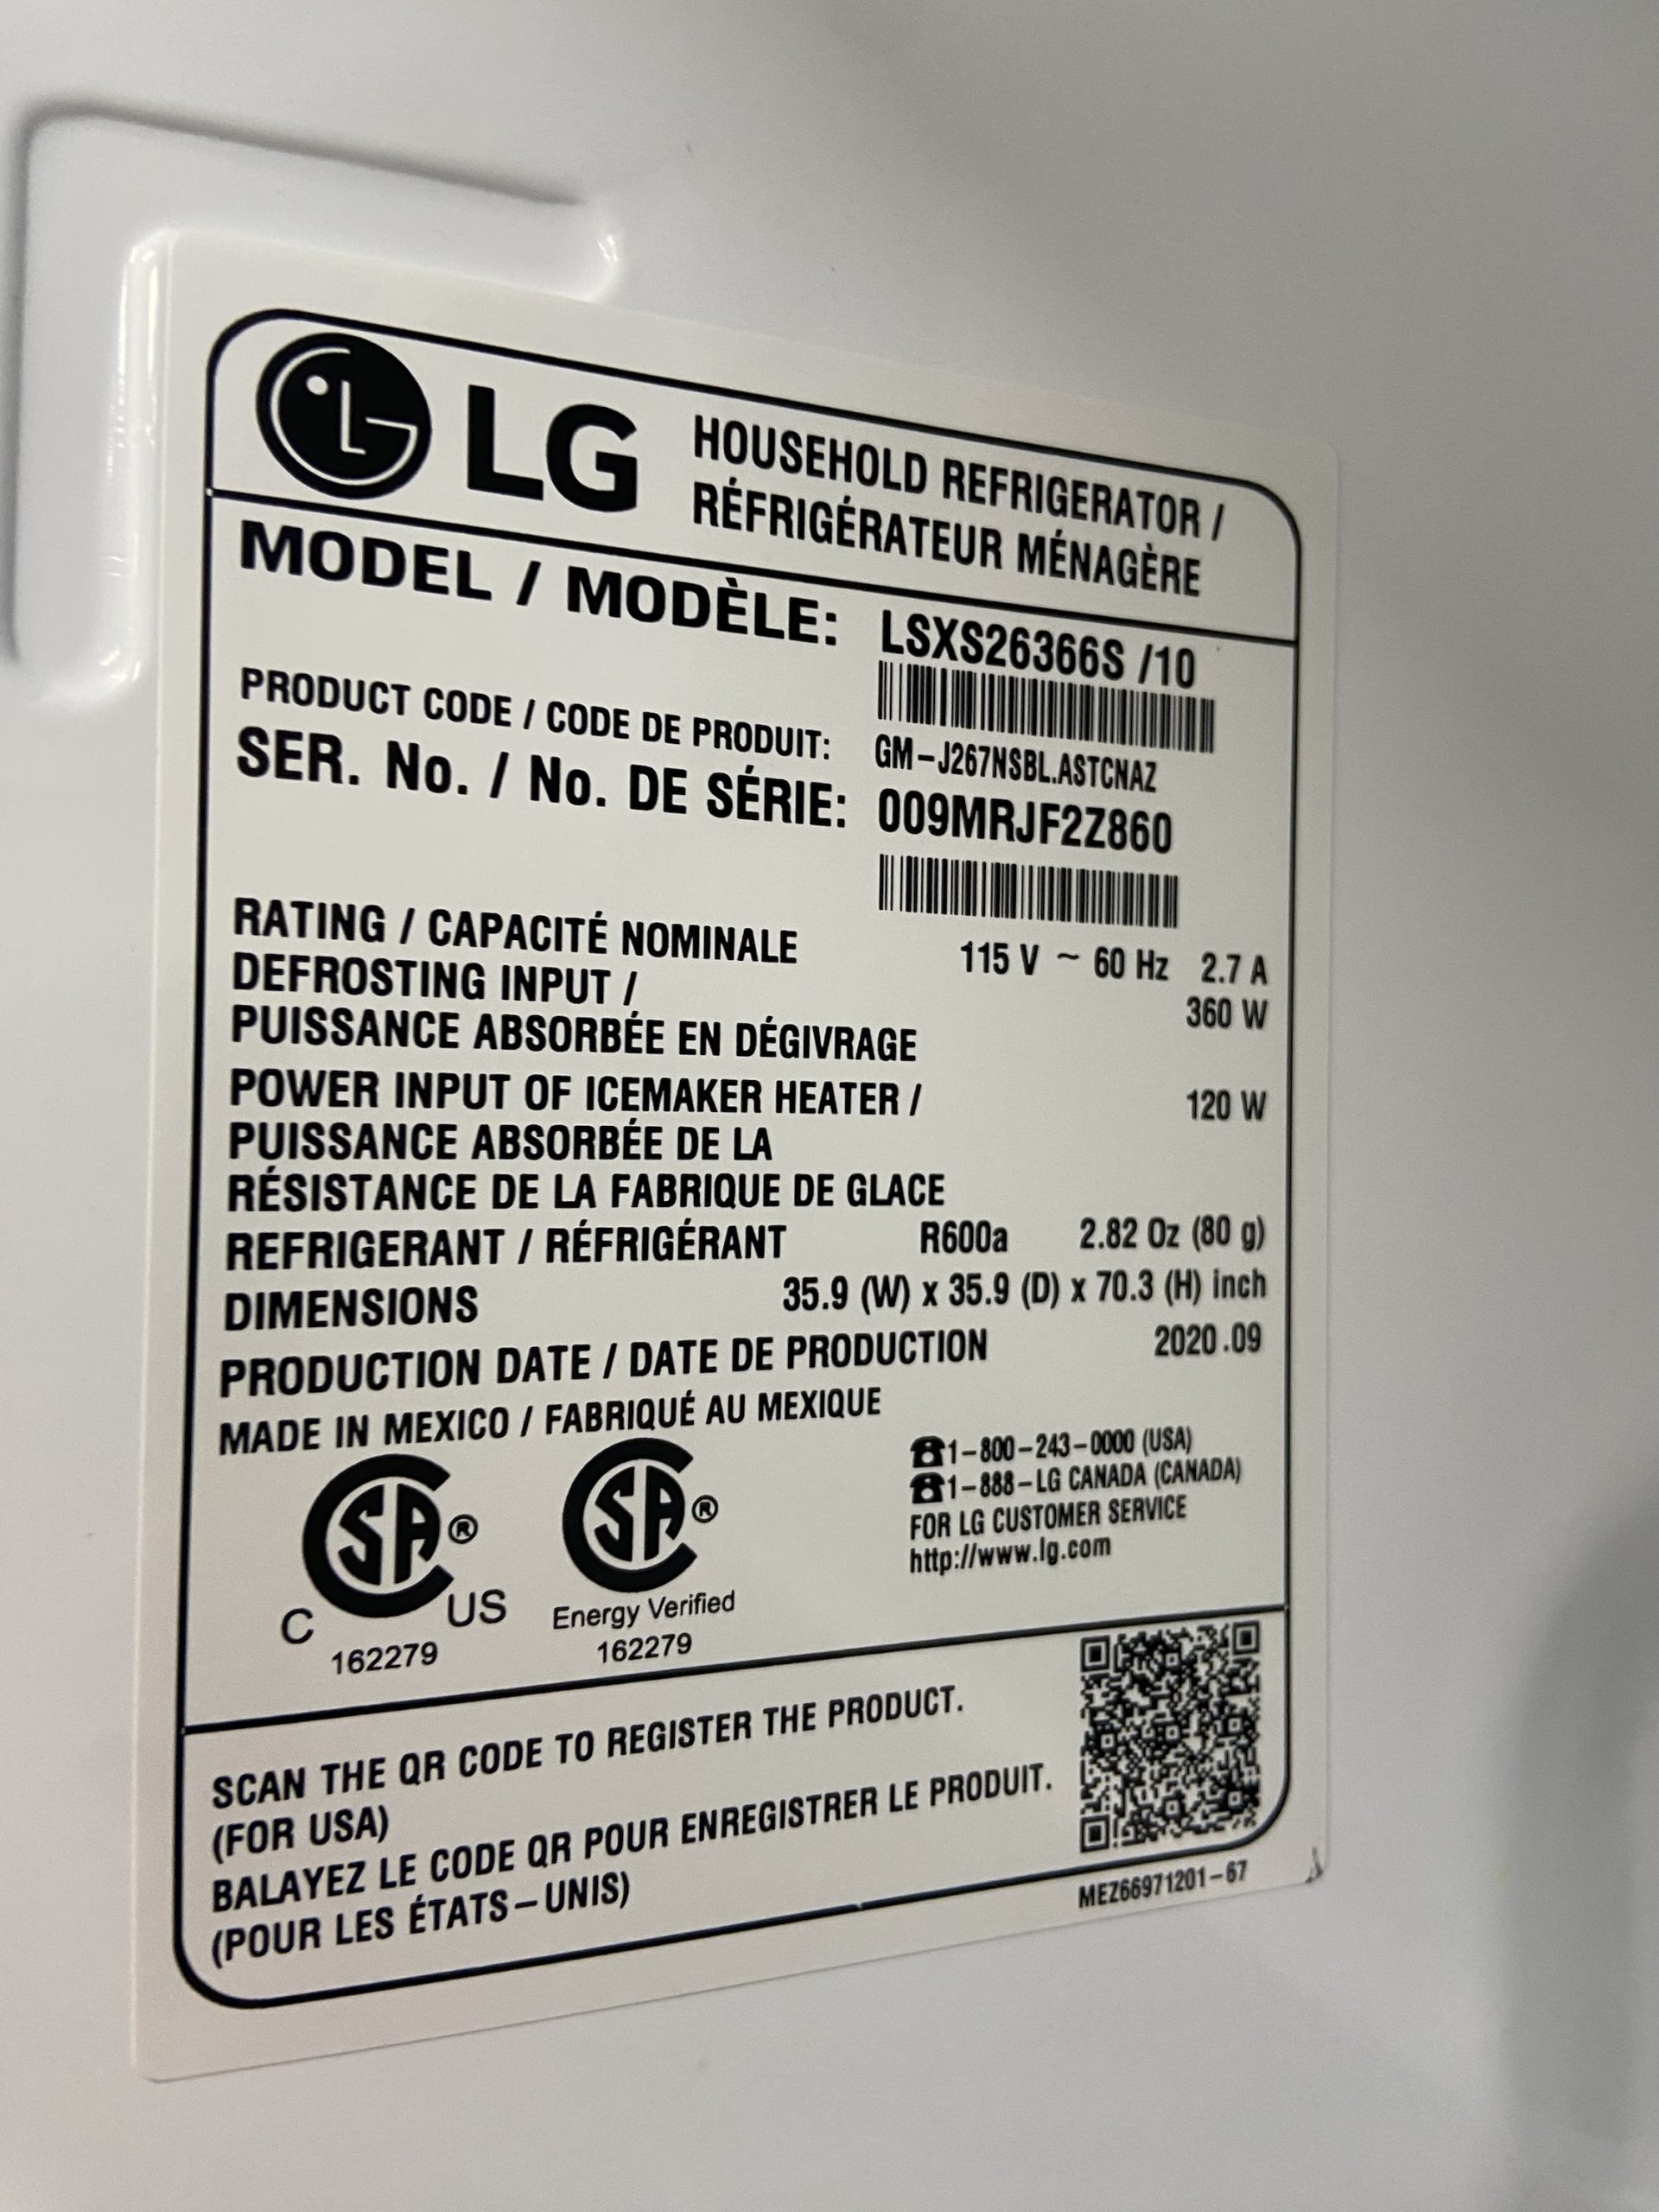 LG HOUSEHOLD REFRIGERATOR /
RÉFRIGÉRATEUR MÉNAGÈRE
MODEL / MODÈLE: LSXS26366S /10
PRODUCT CODE / CODE DE PRODUIT: GM-J267NSBL.ASTCNAZ
SER. No. / No. DE SÉRIE: 009MRJF2Z860
RATING / CAPACITÉ NOMINALE 115 V ~ 60 Hz 2.7 A
DEFROSTING INPUT / 360 W
PUISSANCE ABSORBÉE EN DÉGIVRAGE
POWER INPUT OF ICEMAKER HEATER / 120 W
PUISSANCE ABSORBÉE DE LA
RÉSISTANCE DE LA FABRIQUE DE GLACE
REFRIGERANT / RÉFRIGÉRANT R600a 2.82 Oz (80 g)
DIMENSIONS 35.9 (W) x 35.9 (D) x 70.3 (H) inch
PRODUCTION DATE / DATE DE PRODUCTION 2020.09
MADE IN MEXICO / FABRIQUÉ AU MEXIQUE
☎1-800-243-0000 (USA)
☎1-888-LG CANADA (CANADA)
FOR LG CUSTOMER SERVICE
http://www.lg.com
C SA® US
162279
SA®
Energy Verified
162279
SCAN THE QR CODE TO REGISTER THE PRODUCT.
(FOR USA)
BALAYEZ LE CODE QR POUR ENREGISTRER LE PRODUIT.
(POUR LES ÉTATS-UNIS)
MEZ66971201-67